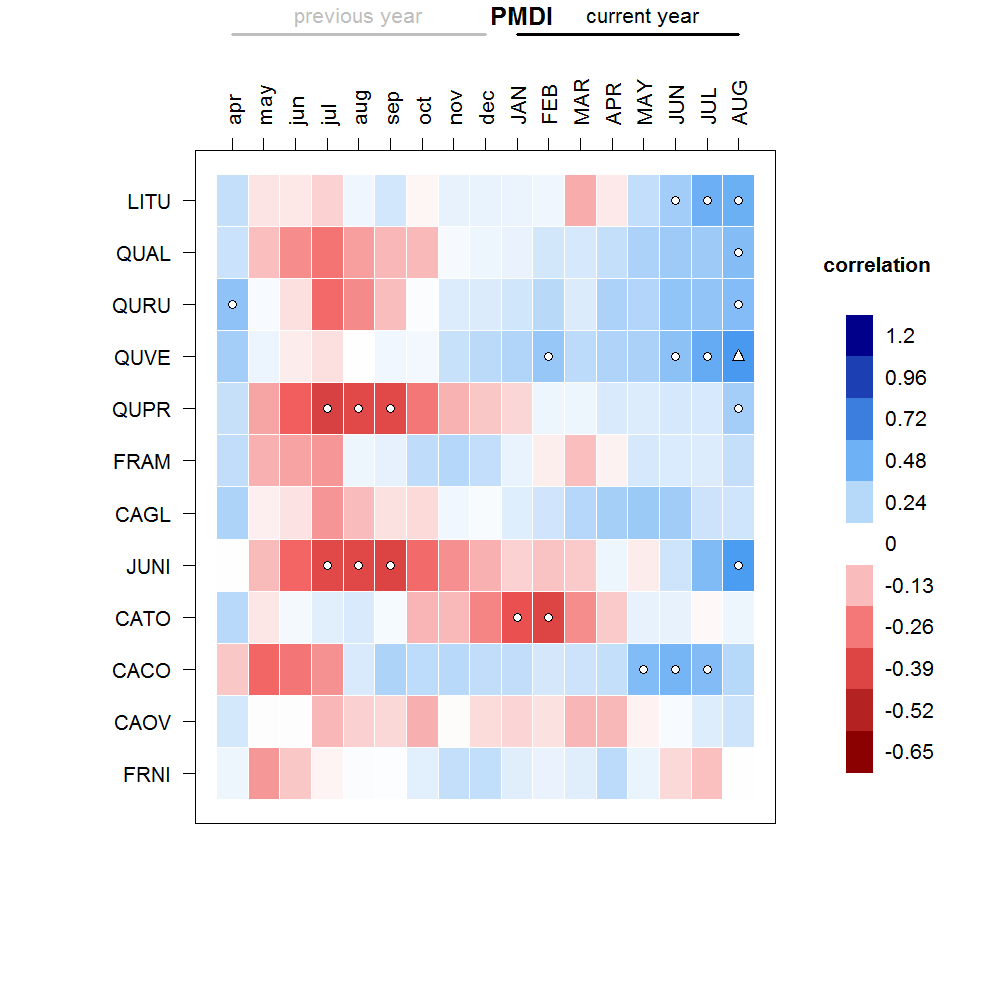 previous year PMDI current year
apr may jun jul aug sep oct nov dec JAN FEB MAR APR MAY JUN JUL AUG
LITU
QUAL
correlation
QURU
1.2
QUVE
0.96
QUPR
0.72
FRAM
0.48
CAGL
0.24
0
JUNI
-0.13
CATO
-0.26
CACO
-0.39
-0.52
CAOV
-0.65
FRNI